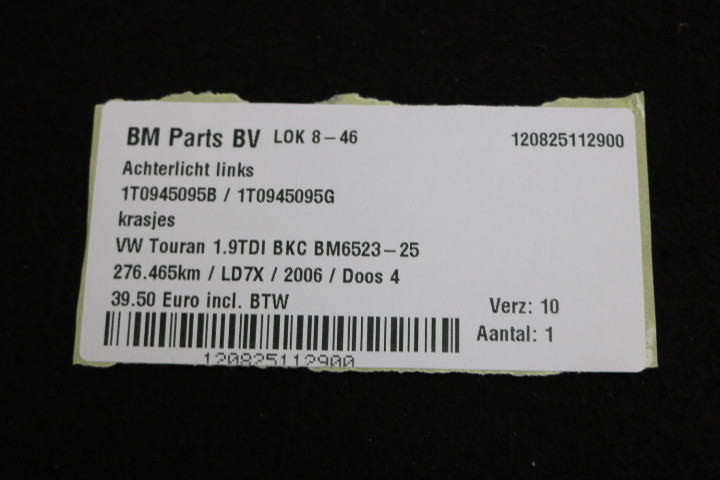 BM Parts BV LOK 8-46 120825112900
Achterlicht links
1T0945095B / 1T0945095G
krasjes
VW Touran 1.9TDI BKC BM6523-25
276.465km / LD7X / 2006 / Doos 4
39.50 Euro incl. BTW
Verz: 10
Aantal: 1
120825112900